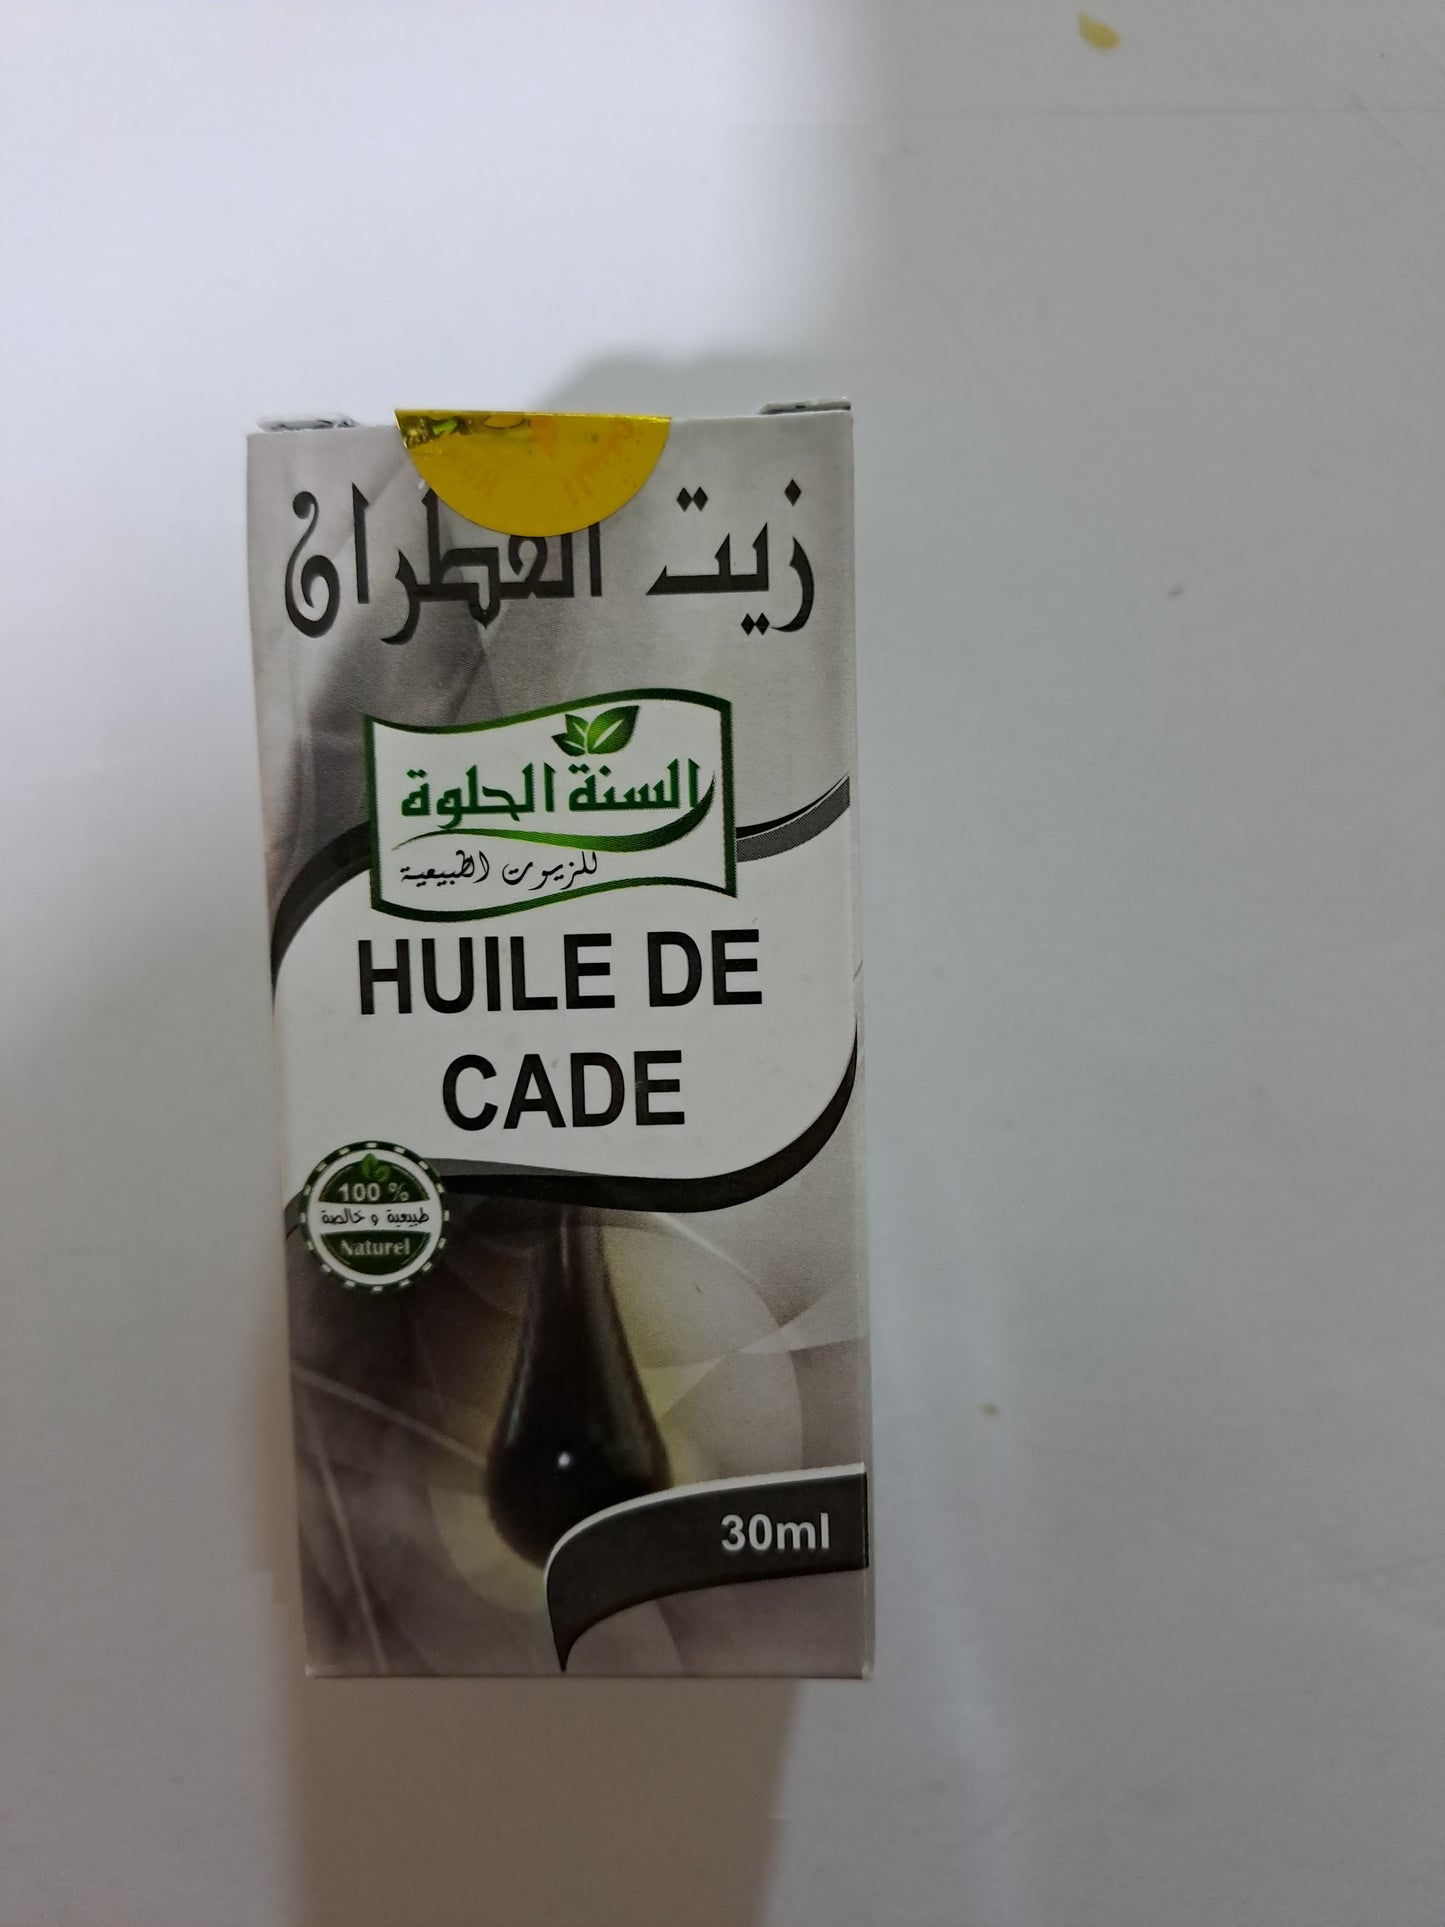 زيت القطران
السنة الحلوة
للزيوت الطبيعية
HUILE DE
CADE
100 %
طبيعية و خالصة
Naturel
30ml